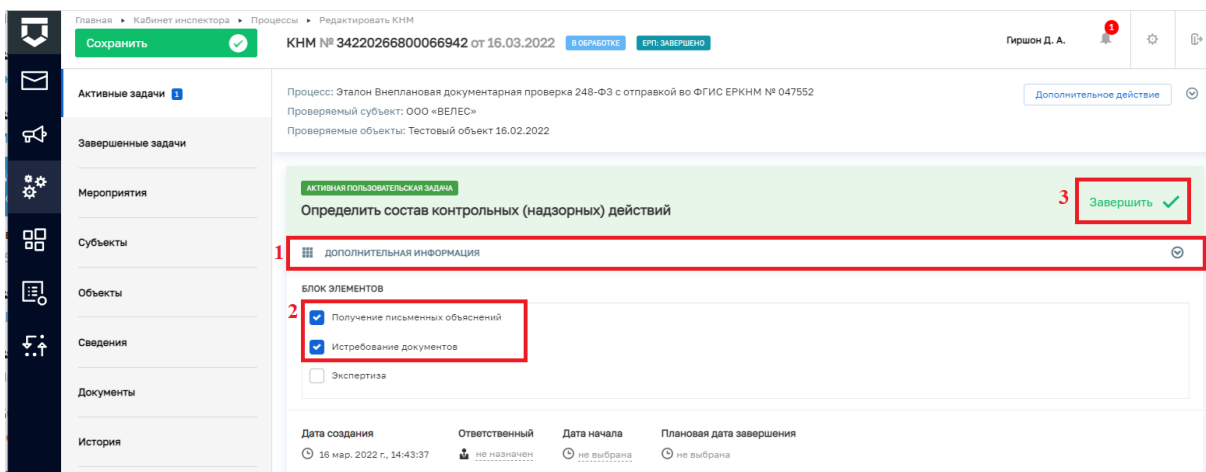 Главная ▸ Кабинет инспектора ▸ Процессы ▸ Редактировать КНМ
Сохранить
КНМ № 34220266800066942 от 16.03.2022 В ОБРАБОТКЕ ЕРП: ЗАВЕРШЕНО
Гиршон Д. А.
1
Активные задачи 1
Завершенные задачи
Мероприятия
Субъекты
Объекты
Сведения
Документы
История
Процесс: Эталон Внеплановая документарная проверка 248-ФЗ с отправкой во ФГИС ЕРКНМ № 047552
Дополнительное действие
Проверяемый субъект: ООО «ВЕЛЕС»
Проверяемые объекты: Тестовый объект 16.02.2022
АКТИВНАЯ ПОЛЬЗОВАТЕЛЬСКАЯ ЗАДАЧА
Определить состав контрольных (надзорных) действий
3 Завершить
1 ДОПОЛНИТЕЛЬНАЯ ИНФОРМАЦИЯ
БЛОК ЭЛЕМЕНТОВ
2 Получение письменных объяснений
Истребование документов
Экспертиза
Дата создания Ответственный Дата начала Плановая дата завершения
16 мар. 2022 г., 14:43:37 не назначен не выбрана не выбрана